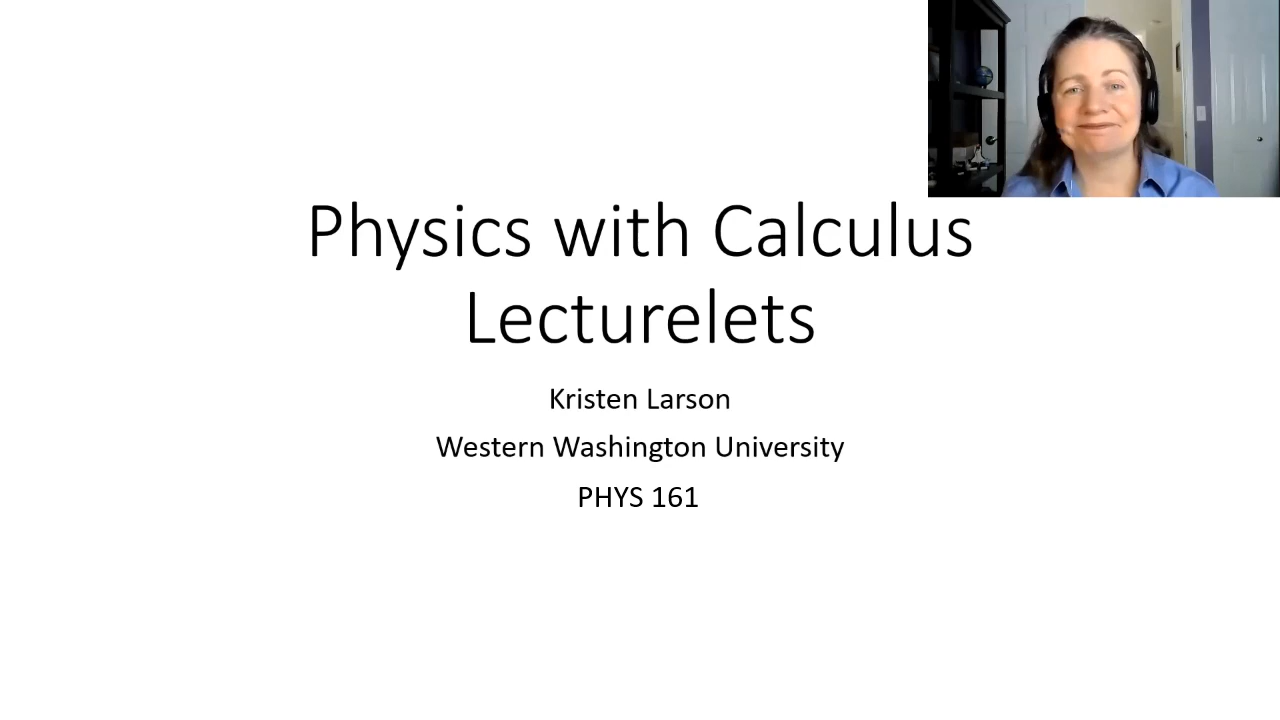 Physics with Calculus
Lecturelets
Kristen Larson
Western Washington University
PHYS 161